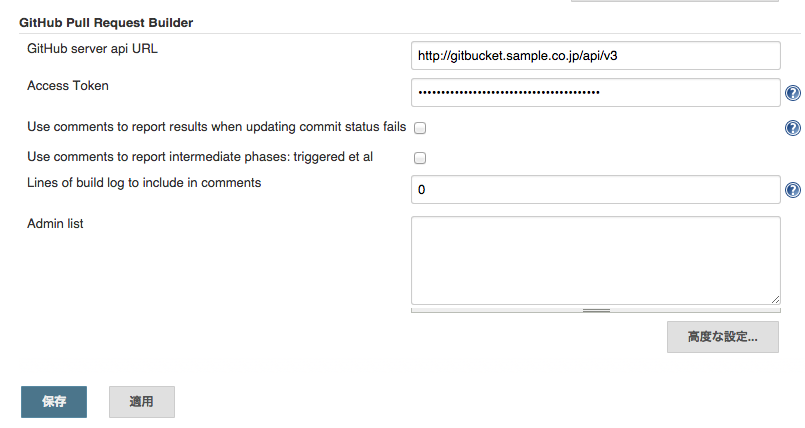 GitHub Pull Request Builder
GitHub server api URL
http://gitbucket.sample.co.jp/api/v3
Access Token
••••••••••••••••••••••••••••••••••••••••
Use comments to report results when updating commit status fails
Use comments to report intermediate phases: triggered et al
Lines of build log to include in comments
0
Admin list
高度な設定...
保存
適用